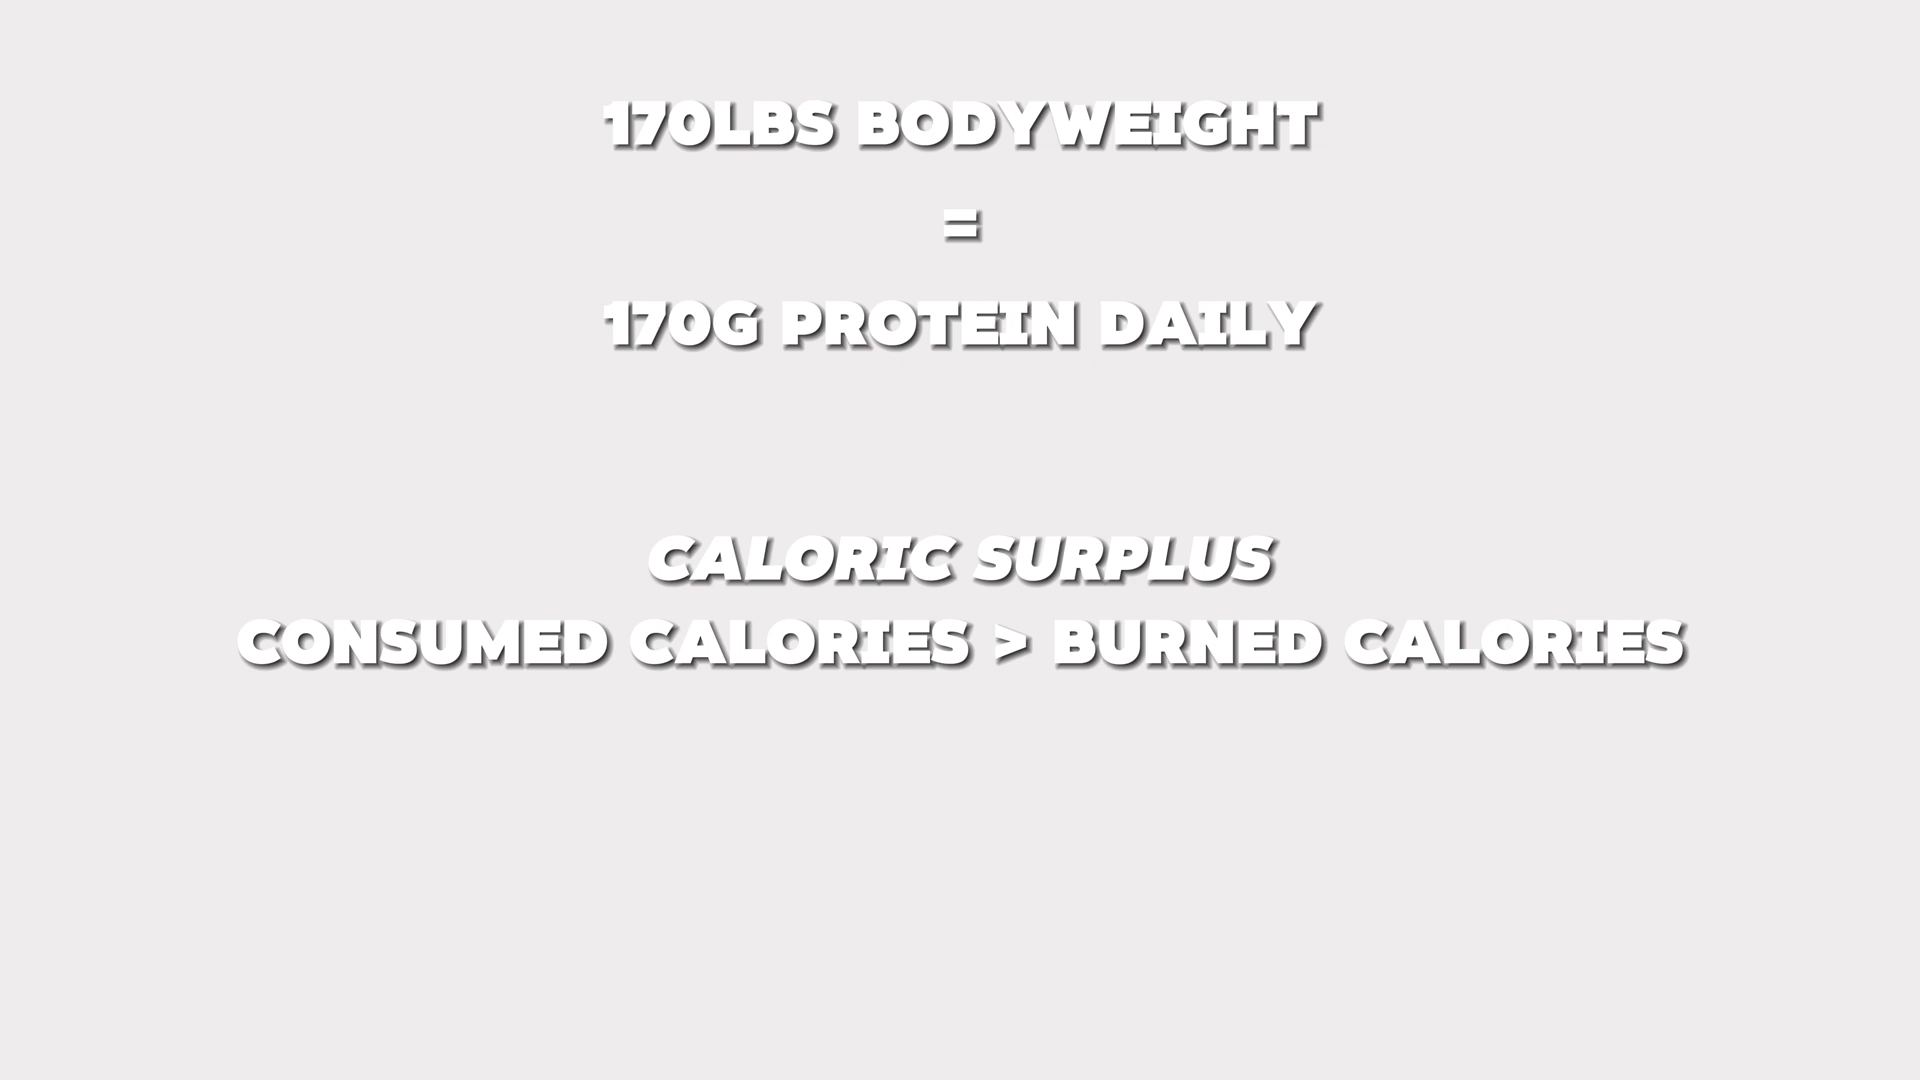 170LBS BODYWEIGHT
=
170G PROTEIN DAILY
CALORIC SURPLUS
CONSUMED CALORIES > BURNED CALORIES